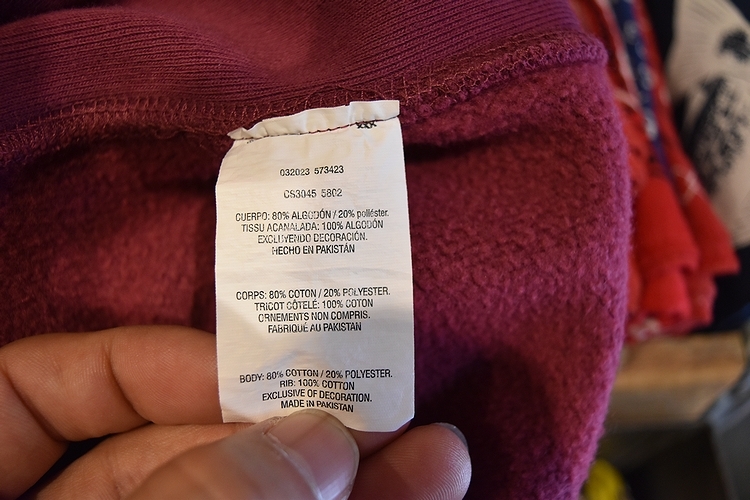 032023 573423
CS3045 5802
CUERPO: 80% ALGODÓN / 20% poliéster.
TISSU ACANALADA: 100% ALGODÓN
EXCLUYENDO DECORACIÓN.
HECHO EN PAKISTÁN
CORPS: 80% COTON / 20% POLYESTER.
TRICOT CÔTELÉ: 100% COTON
ORNEMENTS NON COMPRIS.
FABRIQUÉ AU PAKISTAN
BODY: 80% COTTON / 20% POLYESTER.
RIB: 100% COTTON
EXCLUSIVE OF DECORATION.
MADE IN PAKISTAN